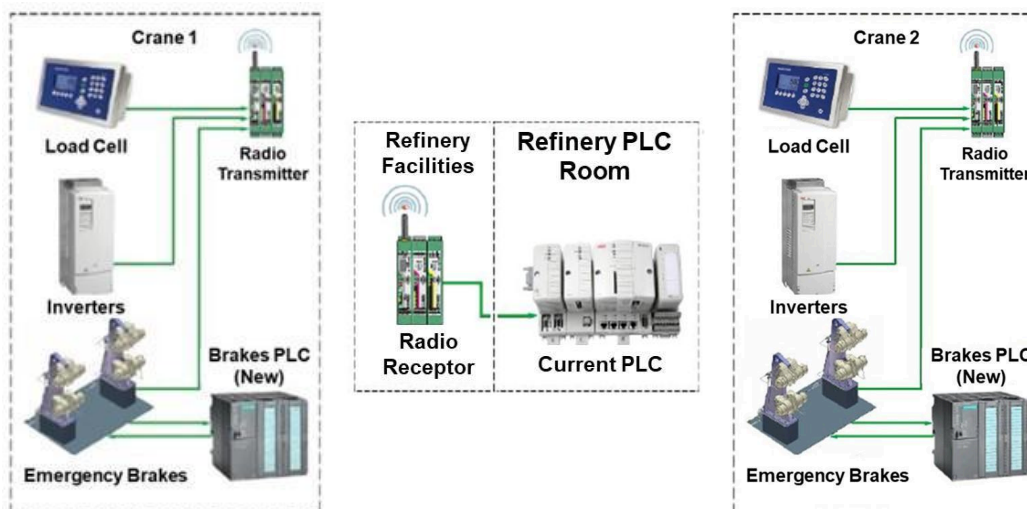 Crane 1
Load Cell
Radio
Transmitter
Inverters
Brakes PLC
(New)
Emergency Brakes
Refinery
Facilities
Radio
Receptor
Refinery PLC
Room
Current PLC
Crane 2
Load Cell
Radio
Transmitter
Inverters
Brakes PLC
(New)
Emergency Brakes